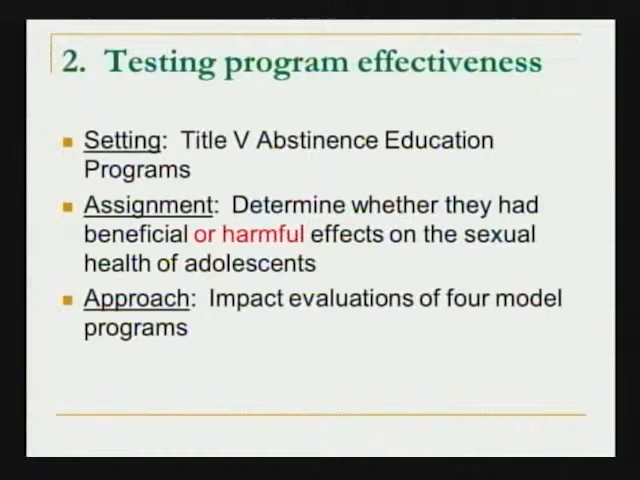 2. Testing program effectiveness
Setting: Title V Abstinence Education
Programs
Assignment: Determine whether they had
beneficial or harmful effects on the sexual
health of adolescents
Approach: Impact evaluations of four model
programs